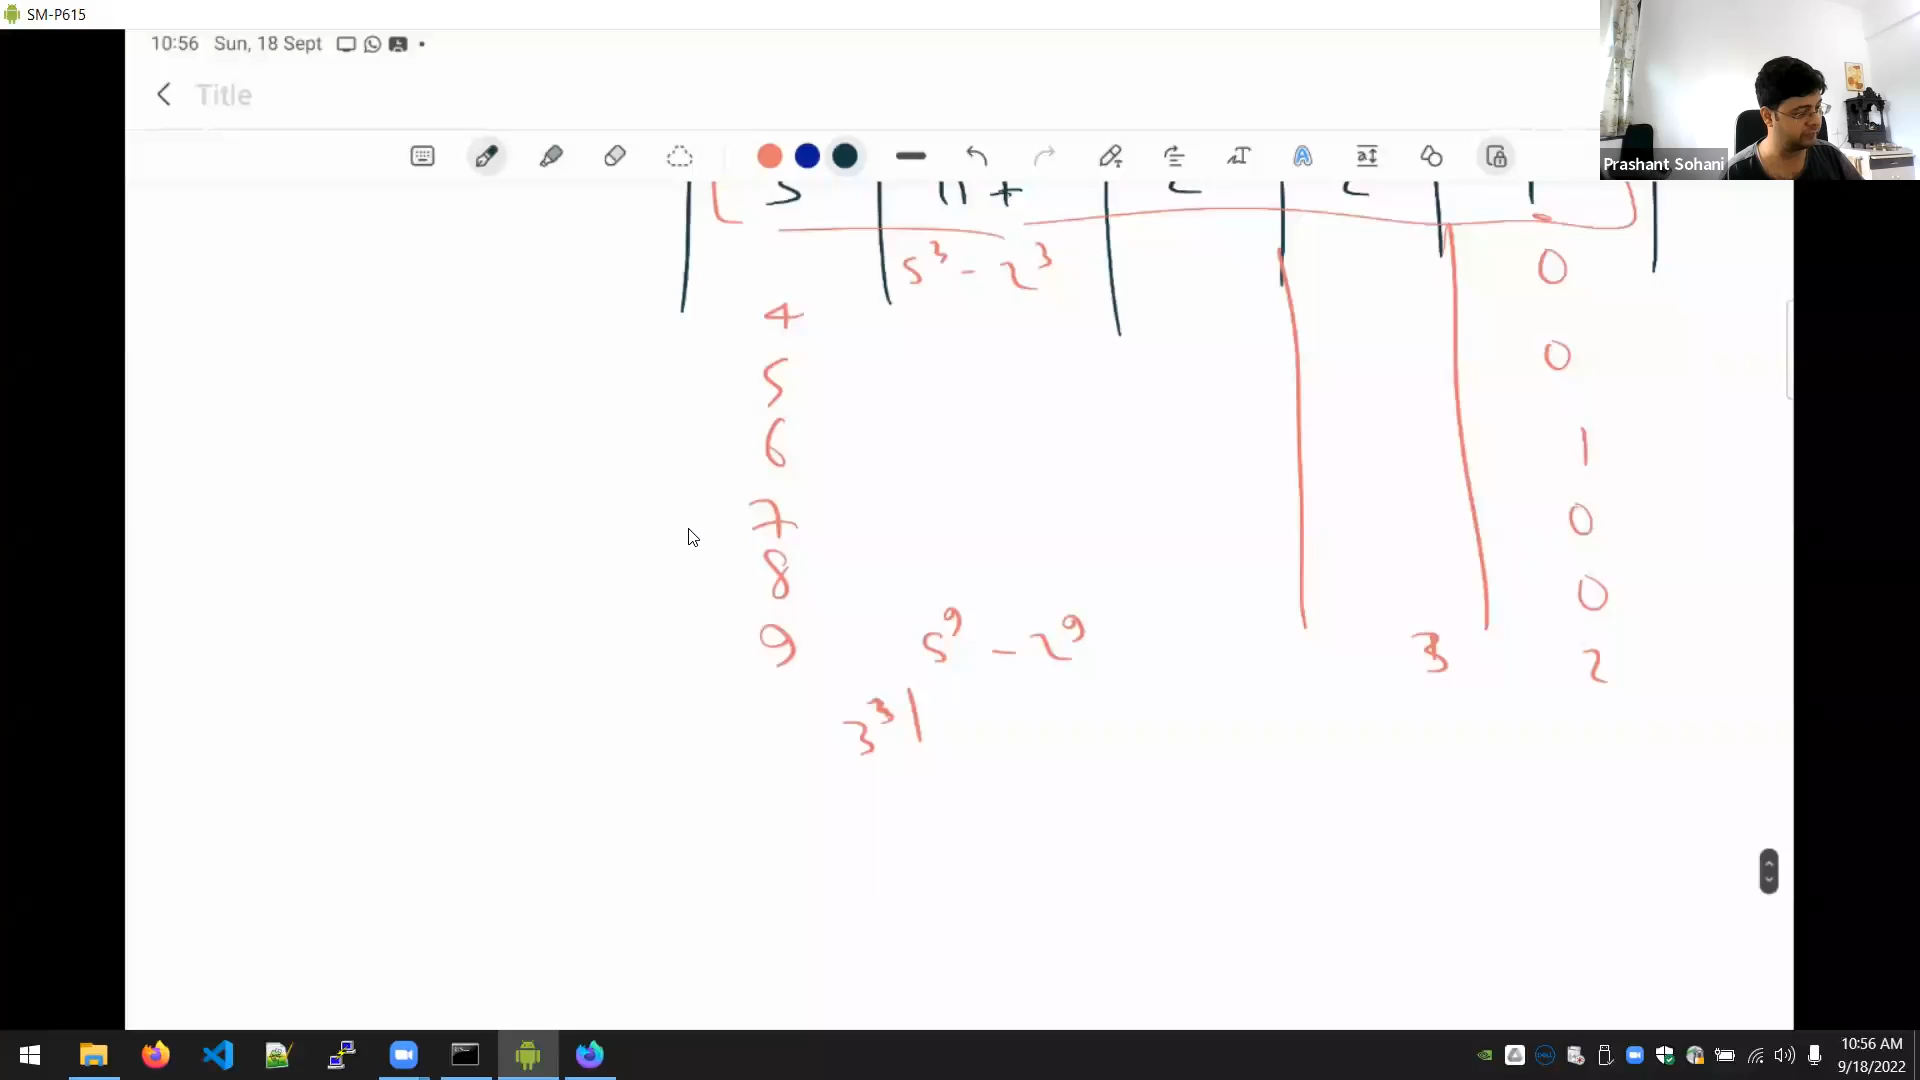 SM-P615
10:56 Sun, 18 Sept
Title
Prashant Sohani
5³ - 2³ 0
4
5 0
6 1
7 0
8 0
9 5⁹ - 2⁹ 3 2
3³|
10:56 AM
9/18/2022